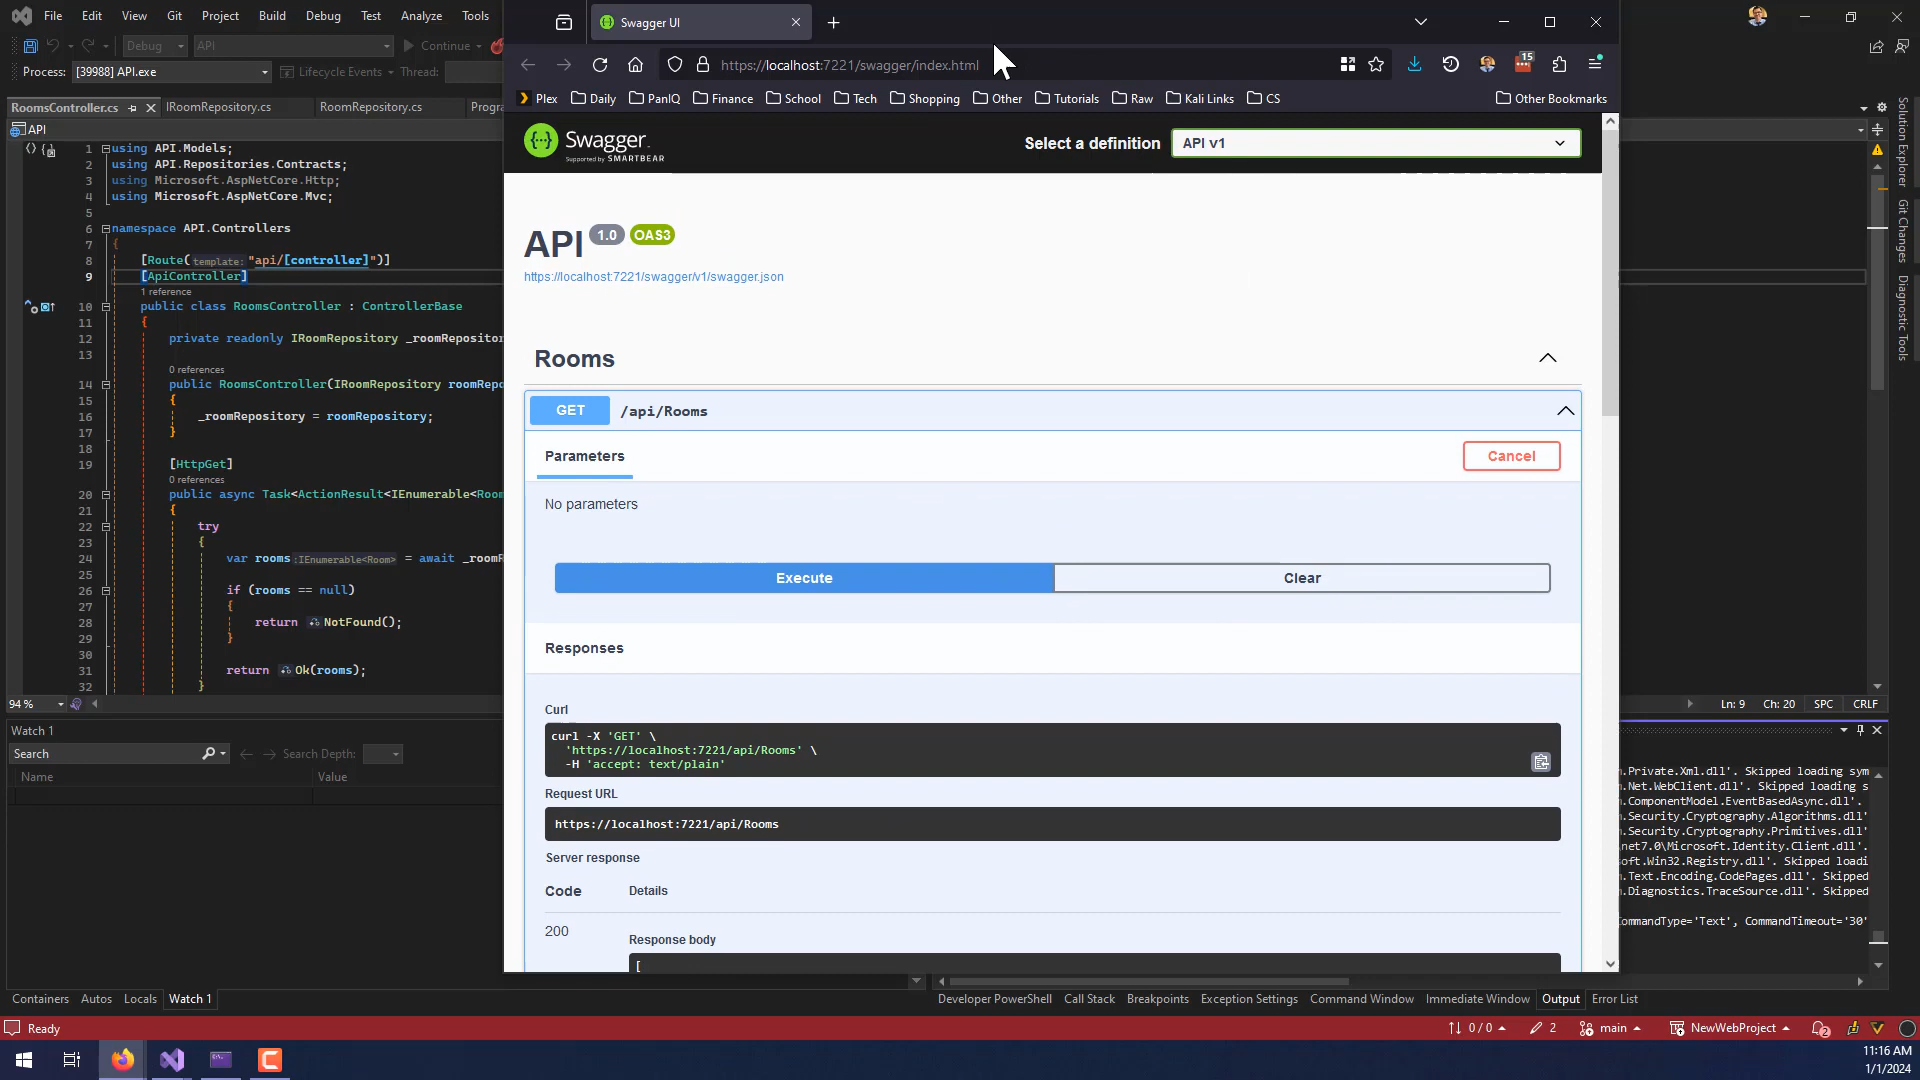 File Edit View Git Project Build Debug Test Analyze Tools
Debug API Continue
Process: [39988] API.exe Lifecycle Events Thread:
RoomsController.cs IRoomRepository.cs RoomRepository.cs Progra
API
1 using API.Models;
2 using API.Repositories.Contracts;
3 using Microsoft.AspNetCore.Http;
4 using Microsoft.AspNetCore.Mvc;
5
6 namespace API.Controllers
7 {
8 [Route(template: "api/[controller]")]
9 [ApiController]
1 reference
10 public class RoomsController : ControllerBase
11 {
12 private readonly IRoomRepository _roomRepositor
13
0 references
14 public RoomsController(IRoomRepository roomRepo
15 {
16 _roomRepository = roomRepository;
17 }
18
19 [HttpGet]
0 references
20 public async Task<ActionResult<IEnumerable<Roo
21 {
22 try
23 {
24 var rooms :IEnumerable<Room> = await _roomR
25
26 if (rooms == null)
27 {
28 return NotFound();
29 }
30
31 return Ok(rooms);
32 }
94 %
Watch 1
Search Search Depth:
Name Value
Containers Autos Locals Watch 1
Ready
Swagger UI
https://localhost:7221/swagger/index.html
15
Plex Daily PanIQ Finance School Tech Shopping Other Tutorials Raw Kali Links CS Other Bookmarks
Swagger.
Supported by SMARTBEAR
Select a definition API v1
API 1.0 OAS3
https://localhost:7221/swagger/v1/swagger.json
Rooms
GET /api/Rooms
Parameters Cancel
No parameters
Execute Clear
Responses
Curl
curl -X 'GET' \
'https://localhost:7221/api/Rooms' \
-H 'accept: text/plain'
Request URL
https://localhost:7221/api/Rooms
Server response
Code Details
200
Response body
[
Solution Explorer
Git Changes
Diagnostic Tools
Ln: 9 Ch: 20 SPC CRLF
.Private.Xml.dll'. Skipped loading sym
.Net.WebClient.dll'. Skipped loading s
.ComponentModel.EventBasedAsync.dll'.
.Security.Cryptography.Algorithms.dll'
.Security.Cryptography.Primitives.dll'
net7.0\Microsoft.Identity.Client.dll'.
soft.Win32.Registry.dll'. Skipped loadi
.Text.Encoding.CodePages.dll'. Skipped
.Diagnostics.TraceSource.dll'. Skipped
CommandType='Text', CommandTimeout='30'
Developer PowerShell Call Stack Breakpoints Exception Settings Command Window Immediate Window Output Error List
0 / 0 2 main NewWebProject 2
11:16 AM
1/1/2024